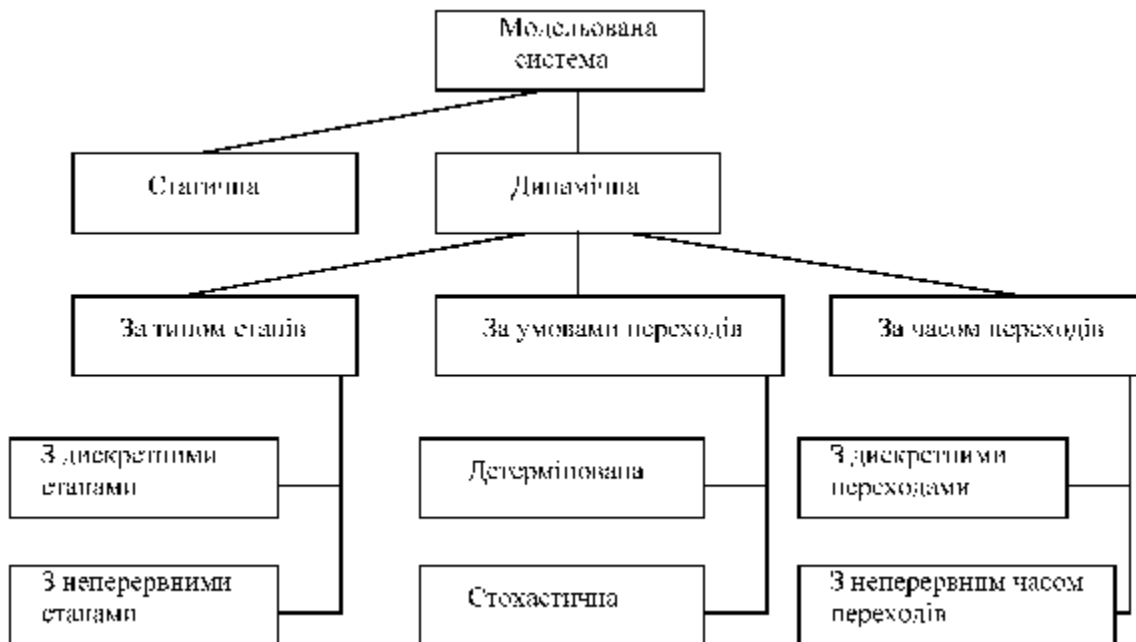 Модельована
система
Статична
Динамічна
За типом станів
За умовами переходів
За часом переходів
З дискретними
станами
Детермінована
З дискретними
переходами
З неперервними
станами
Стохастична
З неперервнім часом
переходів